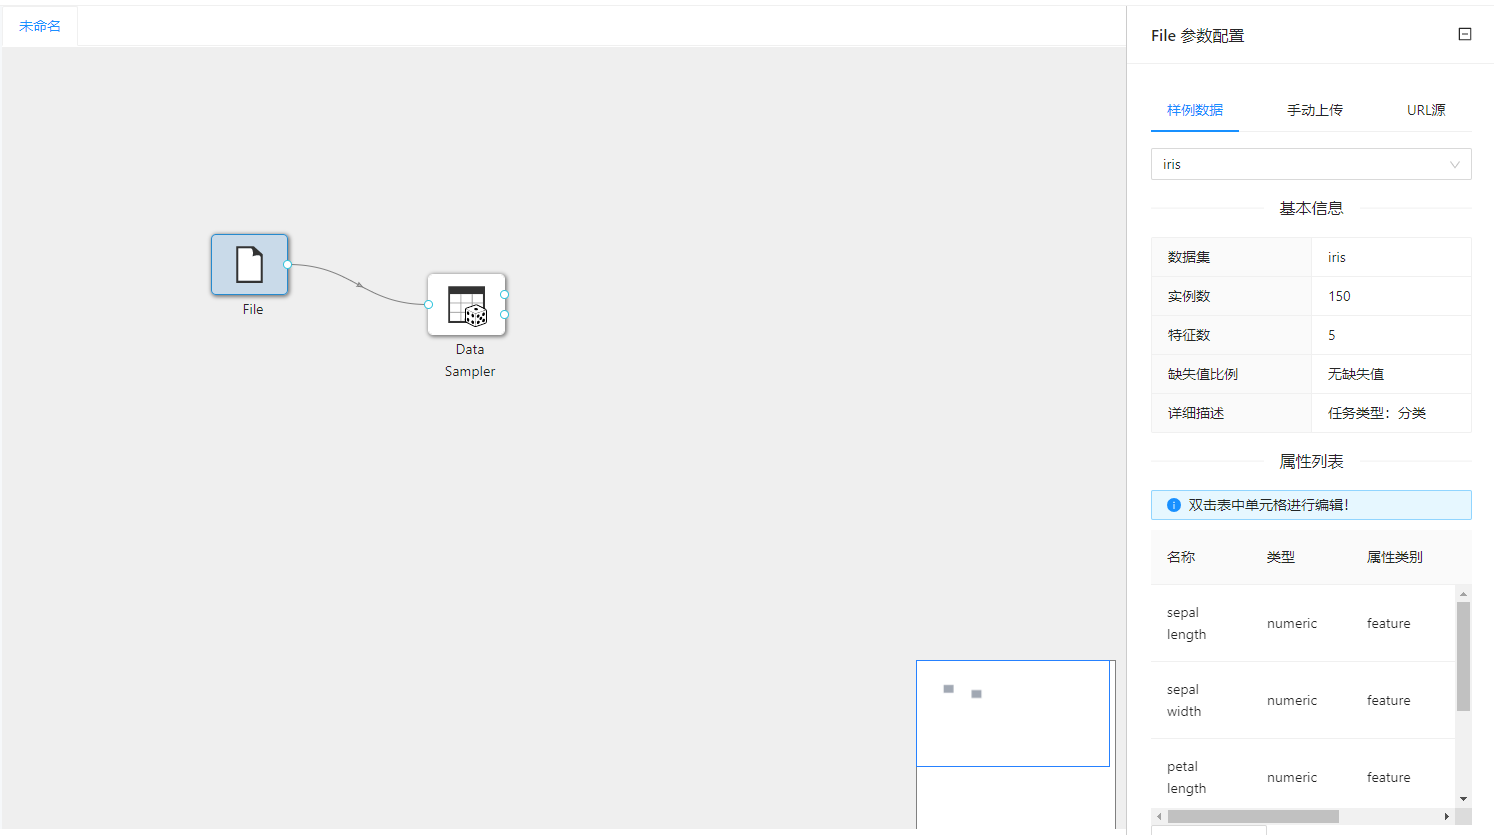 未命名
File
Data
Sampler
File 参数配置
样例数据 手动上传 URL源
iris
基本信息
数据集 iris
实例数 150
特征数 5
缺失值比例 无缺失值
详细描述 任务类型：分类
属性列表
双击表中单元格进行编辑！
名称 类型 属性类别
sepal
length numeric feature
sepal
width numeric feature
petal
length numeric feature